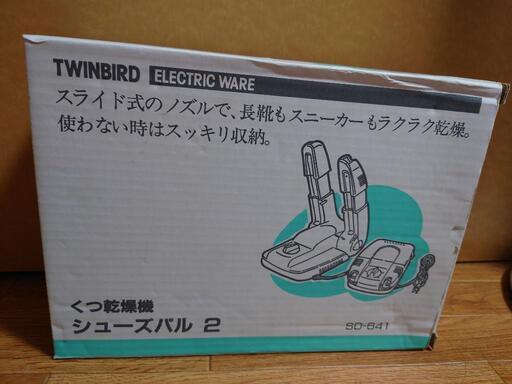 TWINBIRD ELECTRIC WARE
スライド式のノズルで、長靴もスニーカーもラクラク乾燥。
使わない時はスッキリ収納。
くつ乾燥機
シューズパル 2
SD-641